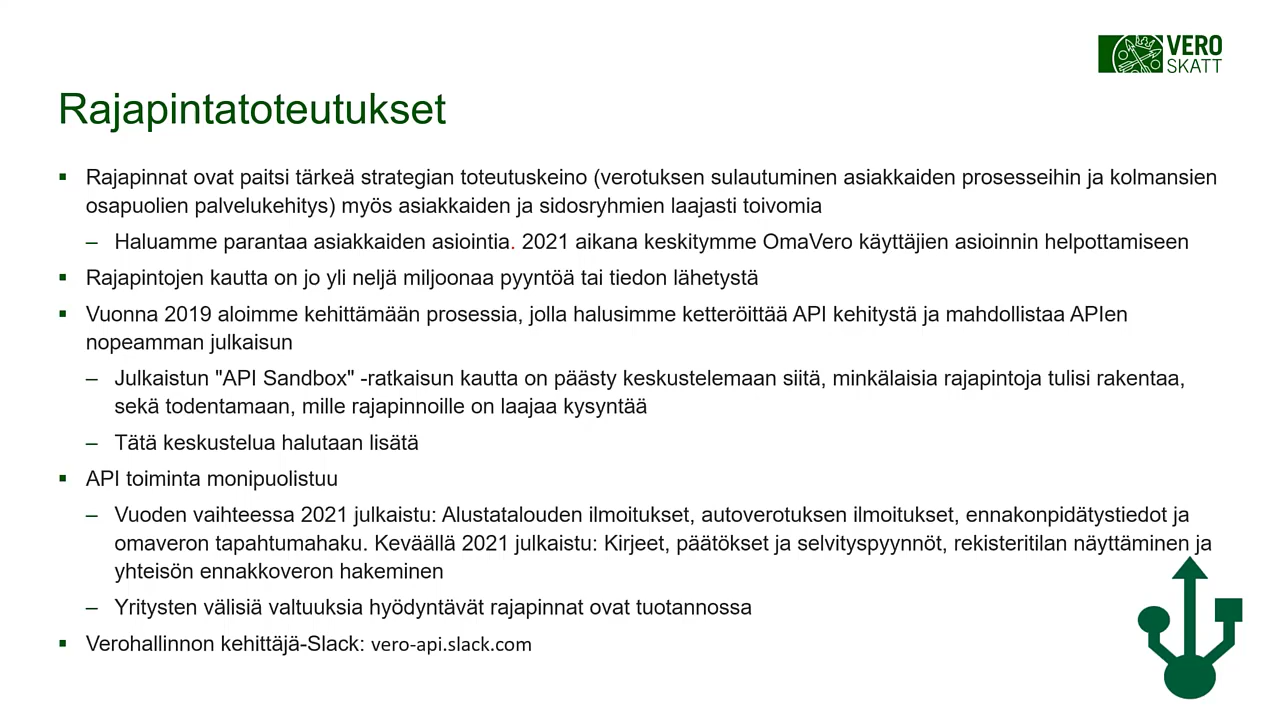 VERO
SKATT
Rajapintatoteutukset
▪ Rajapinnat ovat paitsi tärkeä strategian toteutuskeino (verotuksen sulautuminen asiakkaiden prosesseihin ja kolmansien
osapuolien palvelukehitys) myös asiakkaiden ja sidosryhmien laajasti toivomia
– Haluamme parantaa asiakkaiden asiointia. 2021 aikana keskitymme OmaVero käyttäjien asioinnin helpottamiseen
▪ Rajapintojen kautta on jo yli neljä miljoonaa pyyntöä tai tiedon lähetystä
▪ Vuonna 2019 aloimme kehittämään prosessia, jolla halusimme ketteröittää API kehitystä ja mahdollistaa APIen
nopeamman julkaisun
– Julkaistun "API Sandbox" -ratkaisun kautta on päästy keskustelemaan siitä, minkälaisia rajapintoja tulisi rakentaa,
sekä todentamaan, mille rajapinnoille on laajaa kysyntää
– Tätä keskustelua halutaan lisätä
▪ API toiminta monipuolistuu
– Vuoden vaihteessa 2021 julkaistu: Alustatalouden ilmoitukset, autoverotuksen ilmoitukset, ennakonpidätystiedot ja
omaveron tapahtumahaku. Keväällä 2021 julkaistu: Kirjeet, päätökset ja selvityspyynnöt, rekisteritilan näyttäminen ja
yhteisön ennakkoveron hakeminen
– Yritysten välisiä valtuuksia hyödyntävät rajapinnat ovat tuotannossa
▪ Verohallinnon kehittäjä-Slack: vero-api.slack.com